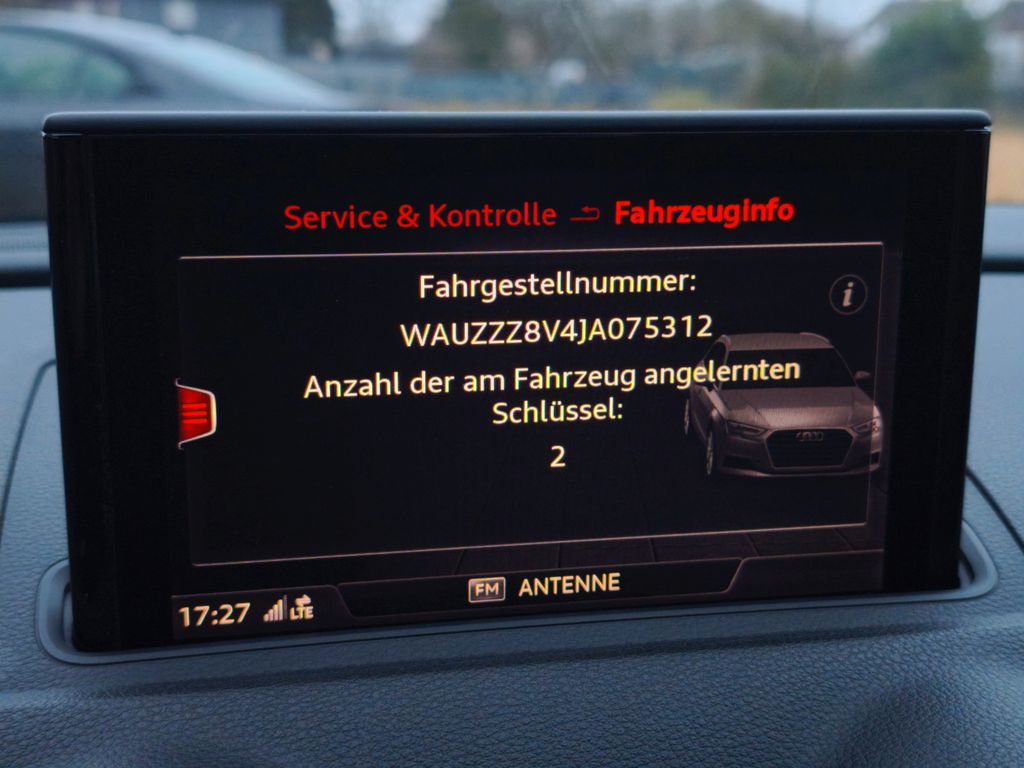 Service & Kontrolle Fahrzeuginfo
Fahrgestellnummer:
i
WAUZZZ8V4JA075312
Anzahl der am Fahrzeug angelernten
Schlüssel:
2
FM ANTENNE
17:27 LTE